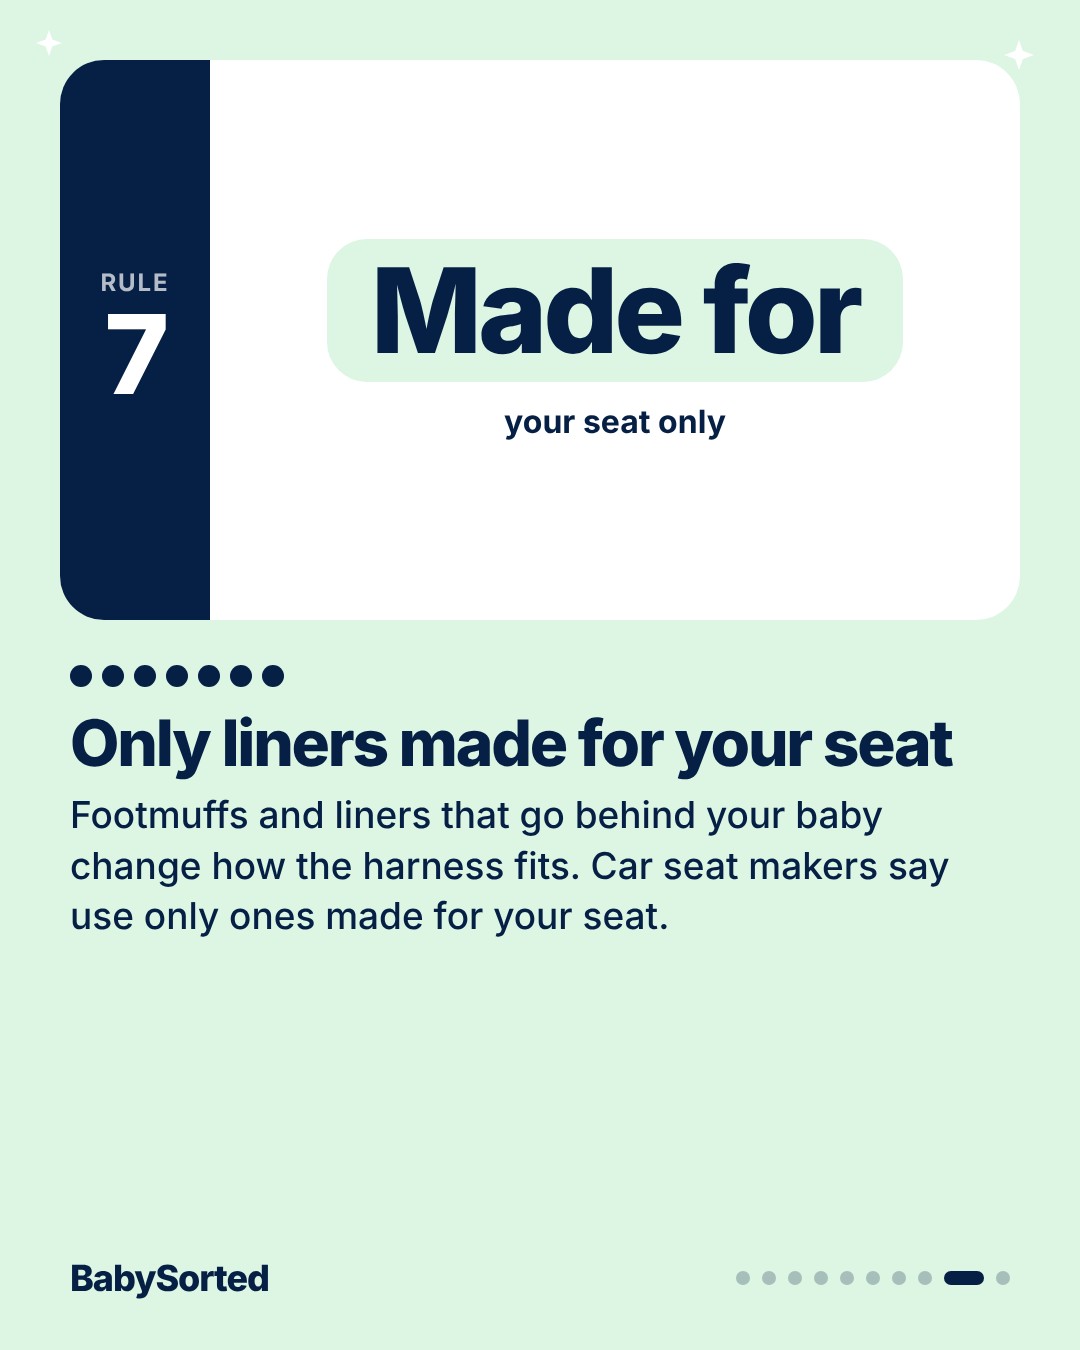 RULE
7
Made for
your seat only
Only liners made for your seat
Footmuffs and liners that go behind your baby
change how the harness fits. Car seat makers say
use only ones made for your seat.
BabySorted